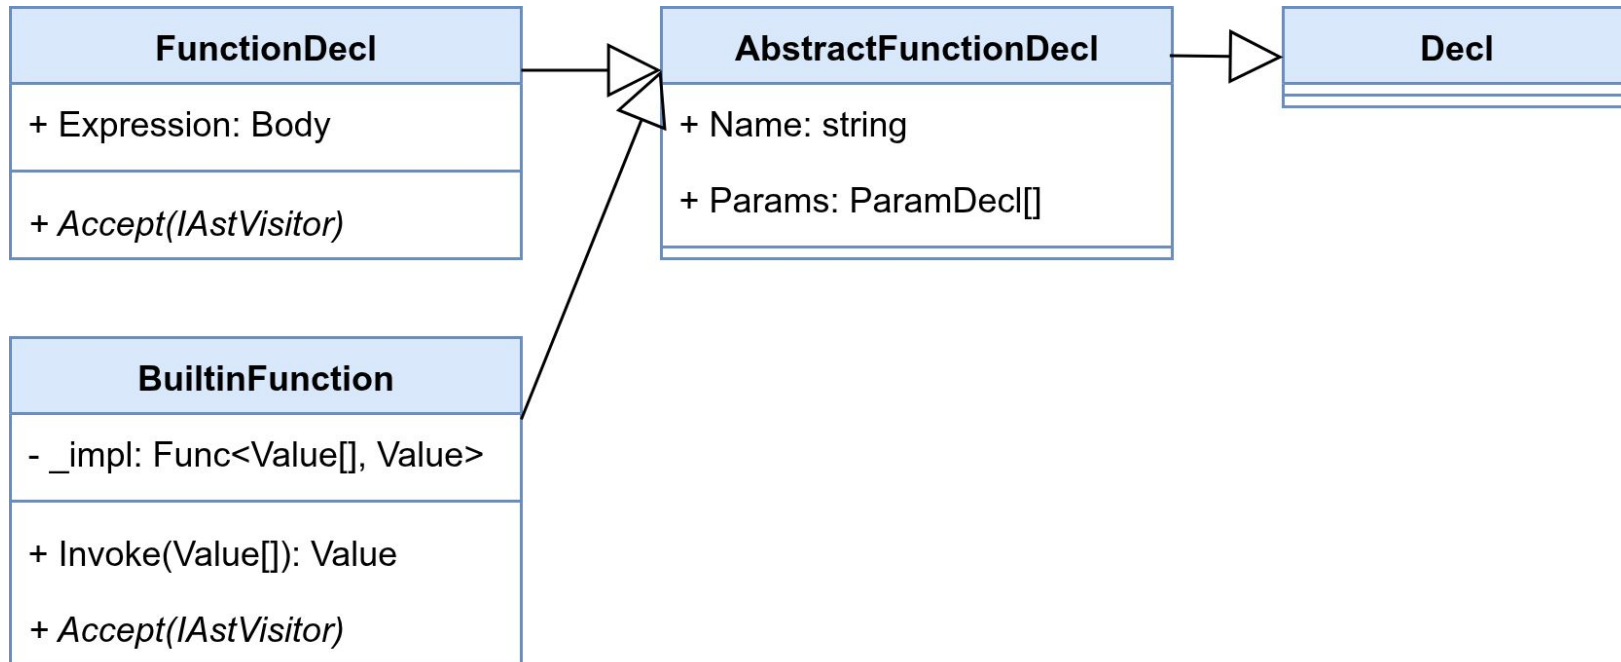 FunctionDecl
+ Expression: Body
+ Accept(IAstVisitor)
AbstractFunctionDecl
+ Name: string
+ Params: ParamDecl[]
Decl
BuiltinFunction
- _impl: Func<Value[], Value>
+ Invoke(Value[]): Value
+ Accept(IAstVisitor)